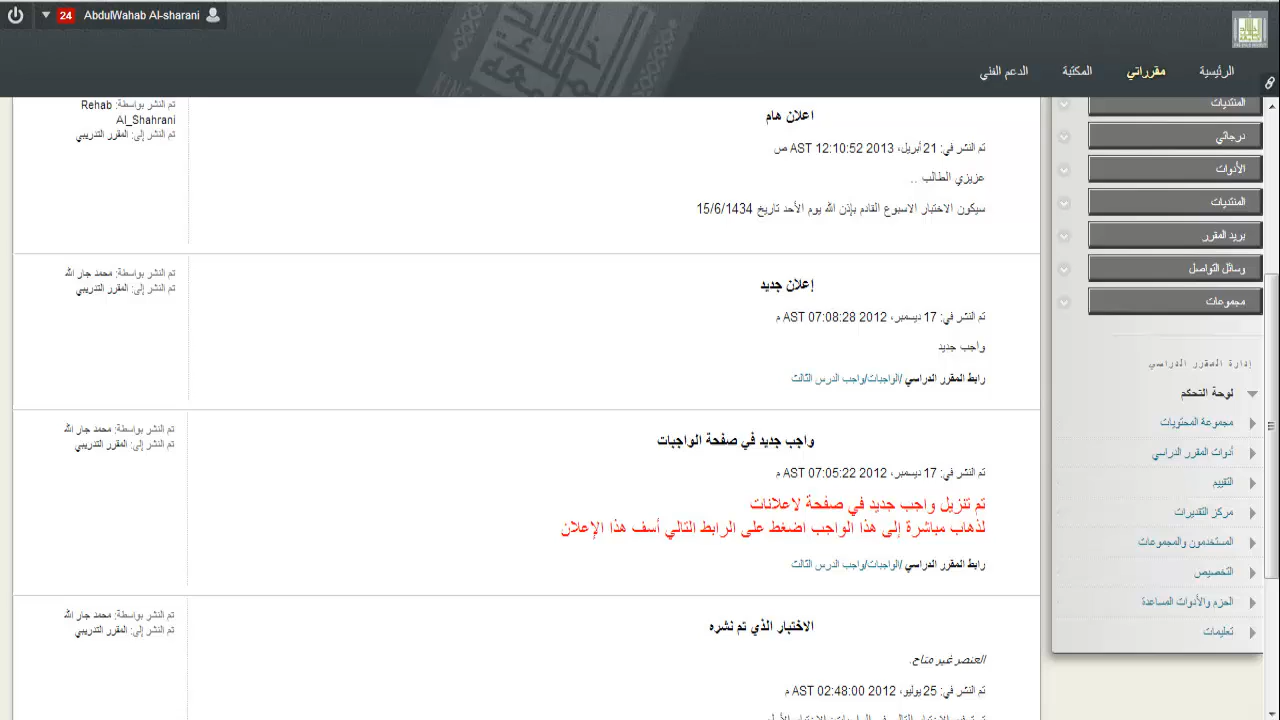 AbdulWahab Al-sharani 24
الرئيسية مقرراتي المكتبة الدعم الفني
المنتديات
درجاتي
الأدوات
المنتديات
بريد المقرر
وسائل التواصل
مجموعات
إدارة المقرر الدراسي
لوحة التحكم
مجموعة المحتويات
أدوات المقرر الدراسي
التقييم
مركز التقديرات
المستخدمون والمجموعات
التخصيص
الحزم والأدوات المساعدة
تعليمات
اعلان هام
تم النشر في: 21 أبريل، 2013 12:10:52 AST ص
عزيزي الطالب ..
سيكون الاختبار الاسبوع القادم بإذن الله يوم الأحد تاريخ 15/6/1434
تم النشر بواسطة: Rehab
Al_Shahrani
تم النشر إلى: المقرر التدريبي
إعلان جديد
تم النشر في: 17 ديسمبر، 2012 07:08:28 AST م
واجب جديد
رابط المقرر الدراسي /الواجبات/واجب الدرس الثالث
تم النشر بواسطة: محمد جار الله
تم النشر إلى: المقرر التدريبي
واجب جديد في صفحة الواجبات
تم النشر في: 17 ديسمبر، 2012 07:05:22 AST م
تم تنزيل واجب جديد في صفحة لاعلانات
لذهاب مباشرة إلى هذا الواجب اضغط على الرابط التالي أسف هذا الإعلان
رابط المقرر الدراسي /الواجبات/واجب الدرس الثالث
تم النشر بواسطة: محمد جار الله
تم النشر إلى: المقرر التدريبي
الاختبار الذي تم نشره
العنصر غير متاح.
تم النشر في: 25 يوليو، 2012 02:48:00 AST م
تم النشر بواسطة: محمد جار الله
تم النشر إلى: المقرر التدريبي